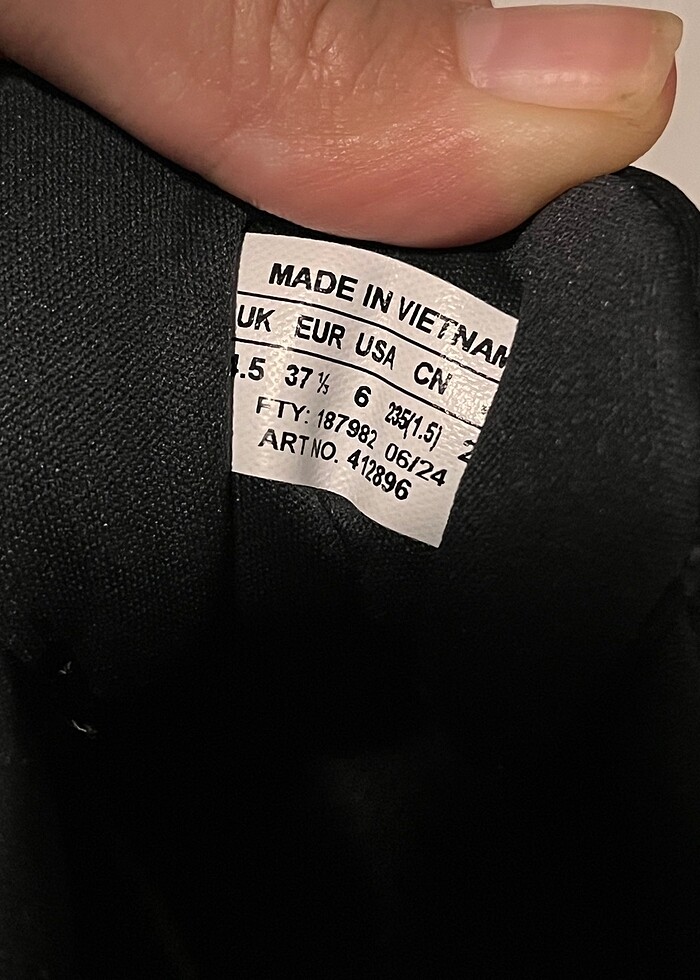 MADE IN VIETNAM
UK EUR USA CN
4.5 37 ⅓ 6 235(1.5) 2
FTY: 187982 06/24
ART NO. 412896